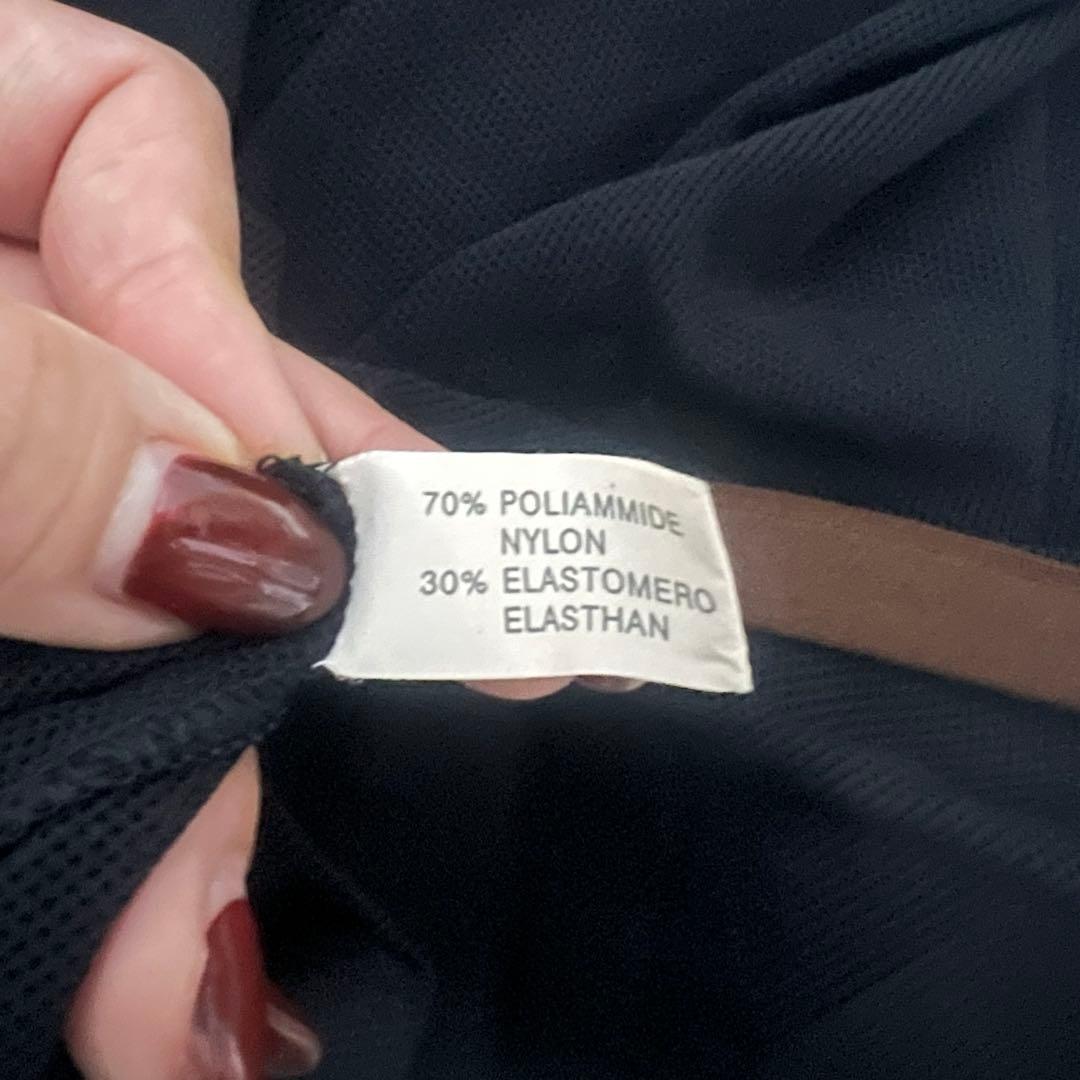 70% POLIAMMIDE
NYLON
30% ELASTOMERO
ELASTHAN